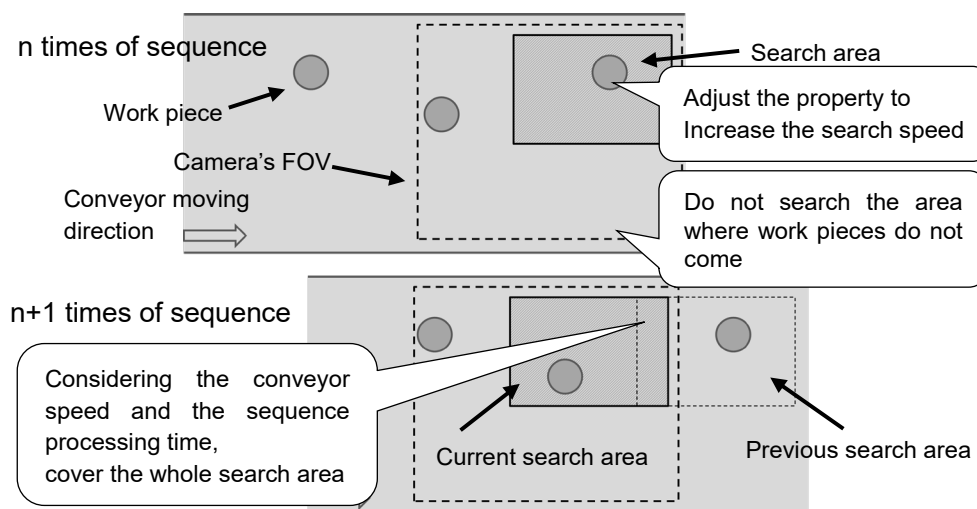 n times of sequence
Search area
Work piece
Adjust the property to
Increase the search speed
Camera's FOV
Conveyor moving
direction
Do not search the area
where work pieces do not
come
n+1 times of sequence
Considering the conveyor
speed and the sequence
processing time,
cover the whole search area
Current search area
Previous search area